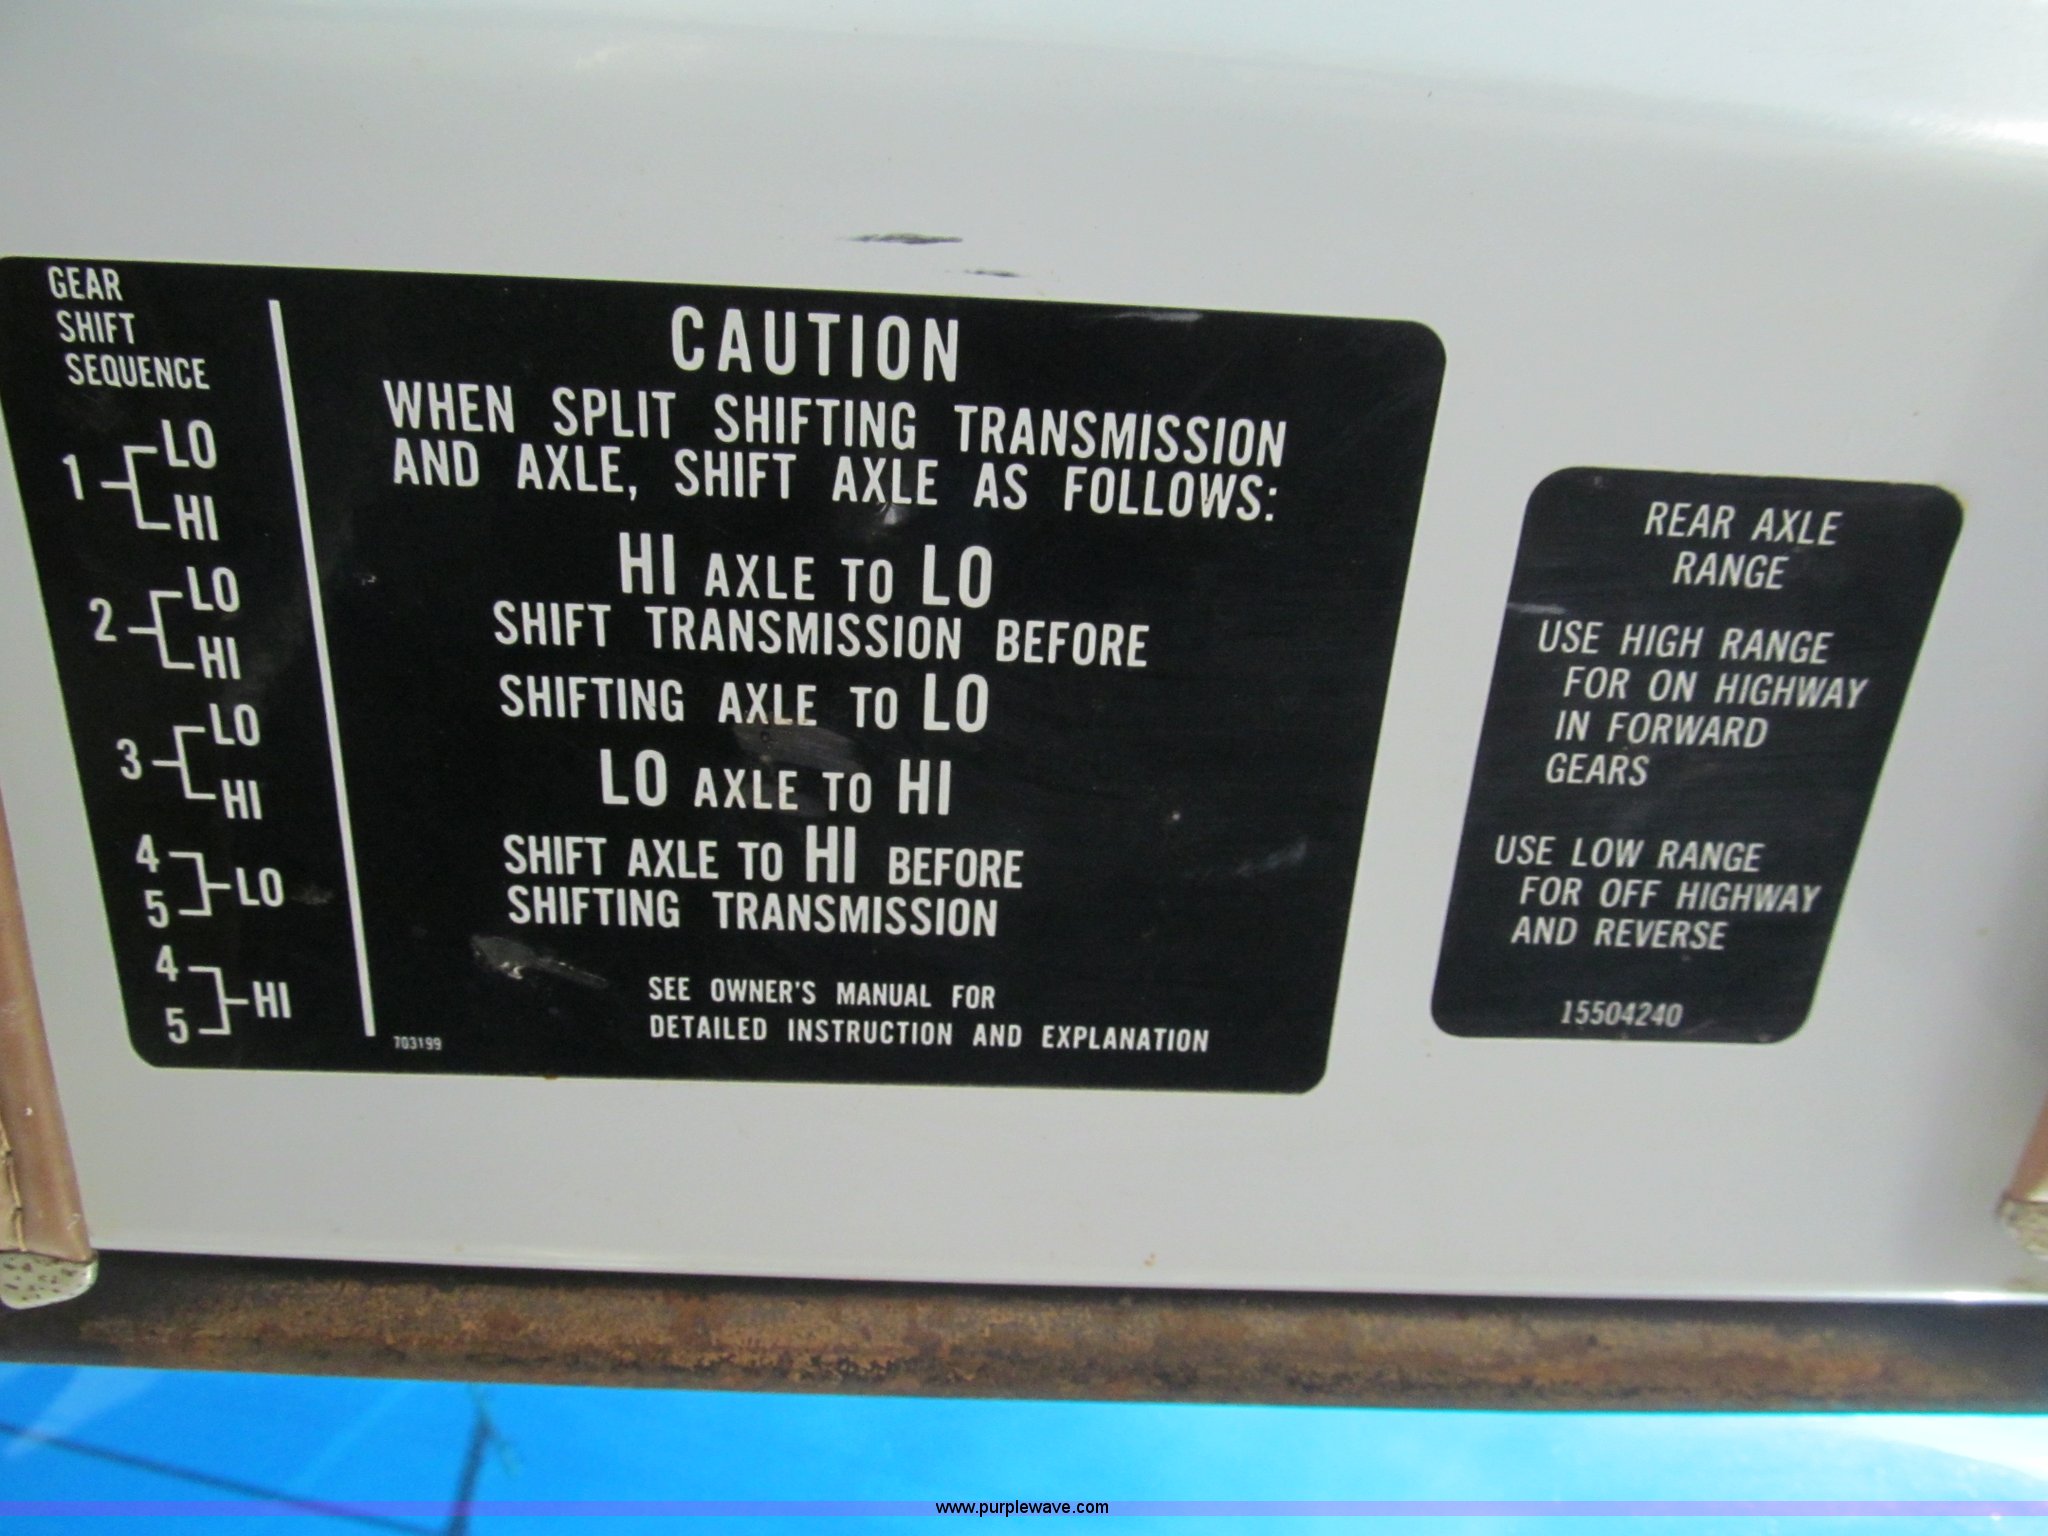 GEAR
SHIFT
SEQUENCE
1 LO
HI
2 LO
HI
3 LO
HI
4
5 LO
4
5 HI
CAUTION
WHEN SPLIT SHIFTING TRANSMISSION
AND AXLE, SHIFT AXLE AS FOLLOWS:
HI AXLE TO LO
SHIFT TRANSMISSION BEFORE
SHIFTING AXLE TO LO
LO AXLE TO HI
SHIFT AXLE TO HI BEFORE
SHIFTING TRANSMISSION
SEE OWNER'S MANUAL FOR
DETAILED INSTRUCTION AND EXPLANATION
703199
REAR AXLE
RANGE
USE HIGH RANGE
FOR ON HIGHWAY
IN FORWARD
GEARS
USE LOW RANGE
FOR OFF HIGHWAY
AND REVERSE
15504240
www.purplewave.com